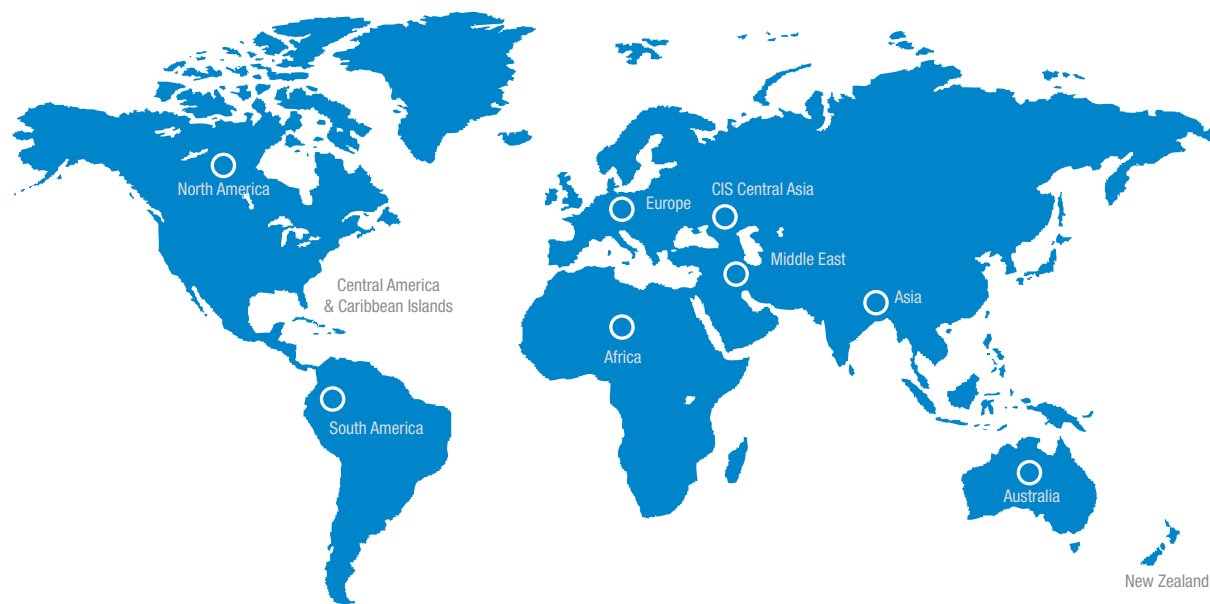 North America
CIS Central Asia
Europe
Middle East
Central America
& Caribbean Islands
Asia
Africa
South America
Australia
New Zealand